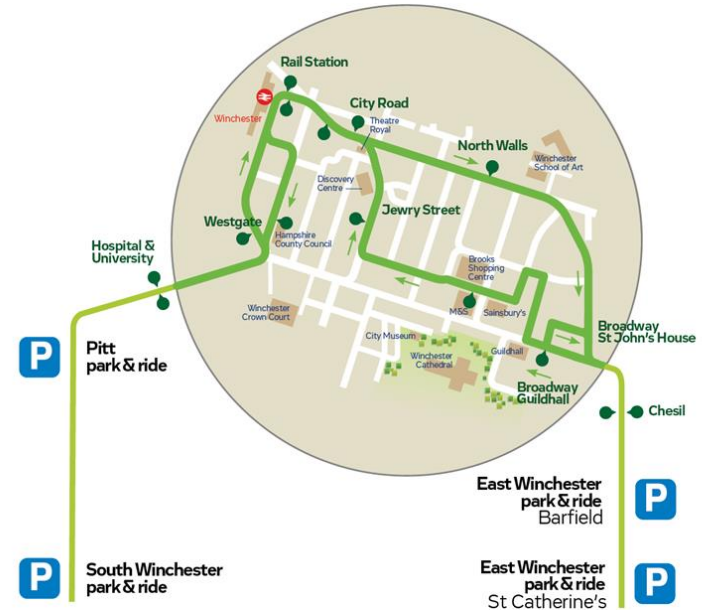 Rail Station
Winchester
City Road
Theatre
Royal
North Walls
Winchester
School of Art
Discovery
Centre
Jewry Street
Westgate
Hampshire
County Council
Hospital &
University
Brooks
Shopping
Centre
M&S
Sainsbury's
Winchester
Crown Court
City Museum
Winchester
Cathedral
Guildhall
Broadway
St John's House
Broadway
Guildhall
Chesil
P
Pitt
park & ride
East Winchester
park & ride
Barfield
P
P
South Winchester
park & ride
East Winchester
park & ride
St Catherine's
P